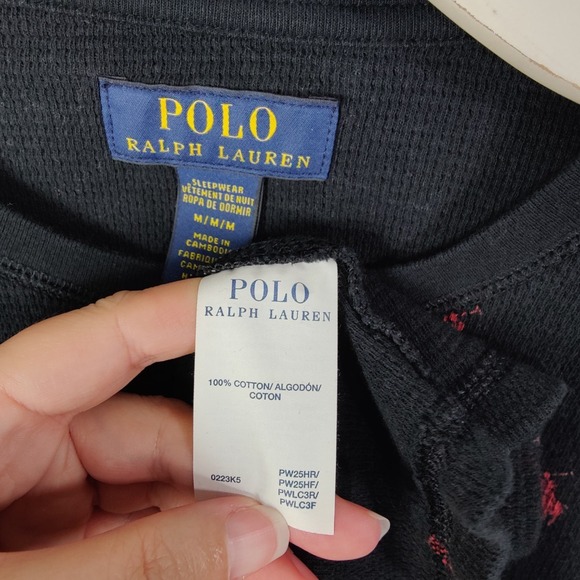 POLO
RALPH LAUREN
SLEEPWEAR
VÊTEMENT DE NUIT
ROPA DE DORMIR
M/M/M
MADE IN
CAMBODIA
POLO
RALPH LAUREN
100% COTTON/ ALGODÓN/
COTON
0223K5
PW25HR/
PW25HF/
PWLC3R/
PWLC3F